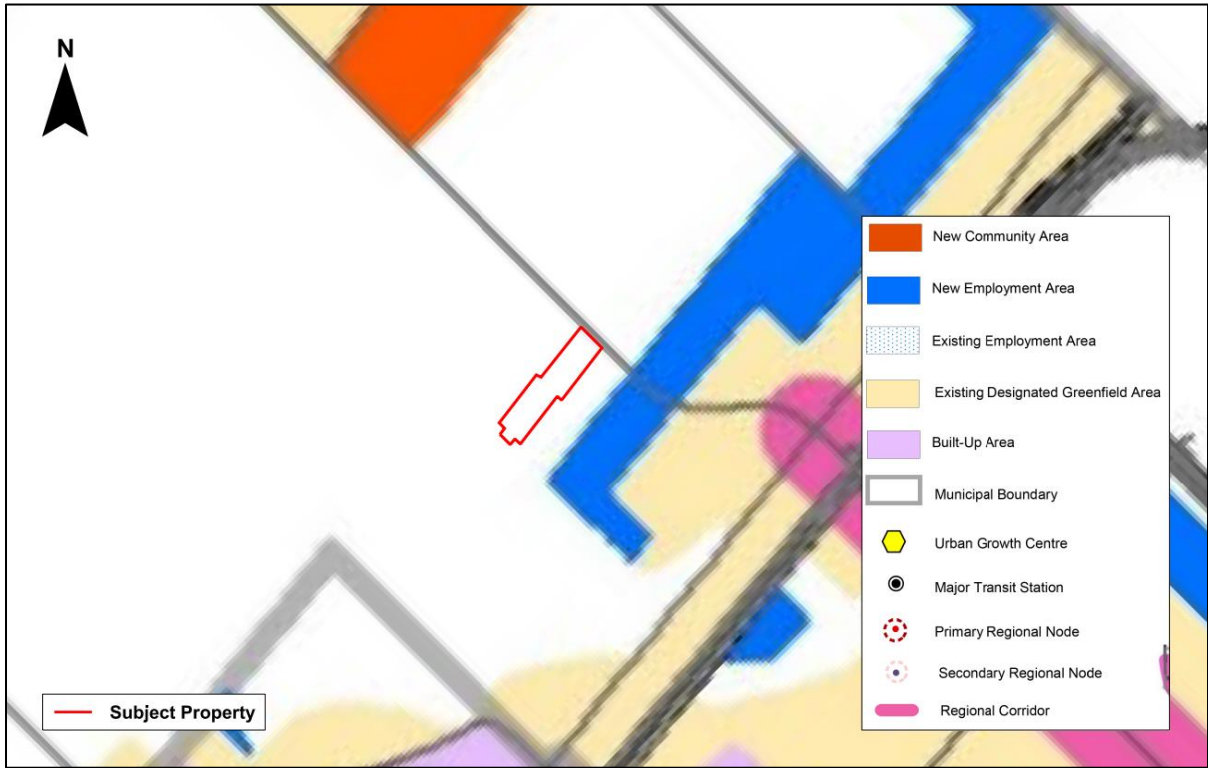 N
New Community Area
New Employment Area
Existing Employment Area
Existing Designated Greenfield Area
Built-Up Area
Municipal Boundary
Urban Growth Centre
Major Transit Station
Primary Regional Node
Secondary Regional Node
Regional Corridor
Subject Property